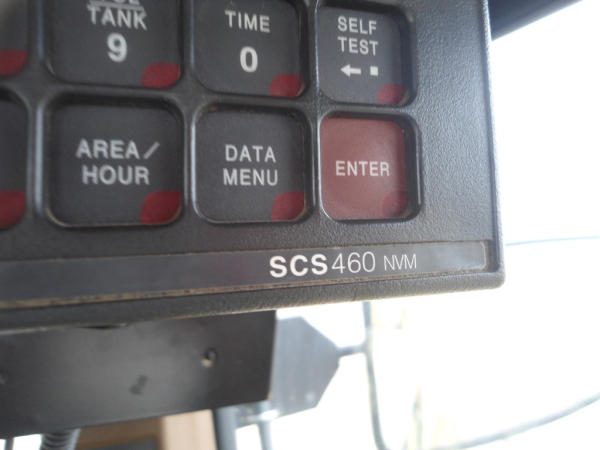 TANK
9
TIME
0
SELF
TEST
AREA/
HOUR
DATA
MENU
ENTER
SCS460 NVM